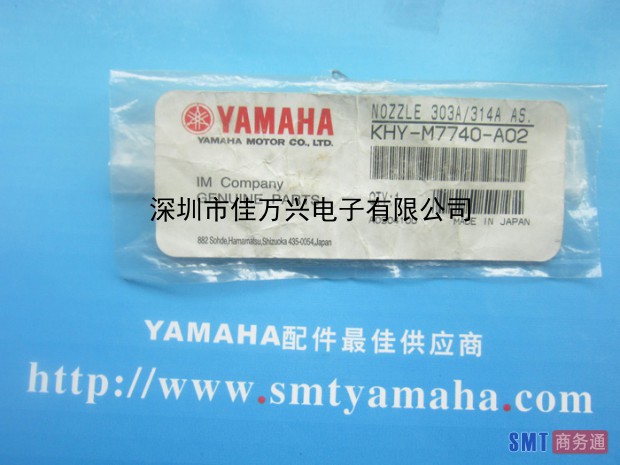 YAMAHA
YAMAHA MOTOR CO., LTD.
NOZZLE 303A/314A AS.
KHY-M7740-A02
IM Company
GENUINE PARTS
QTY:1
深圳市佳万兴电子有限公司
MADE IN JAPAN
882 Sohde,Hamamatsu,Shizuoka 435-0054,Japan
YAMAHA配件最佳供应商
http://www.smtyamaha.com
SMT商务通